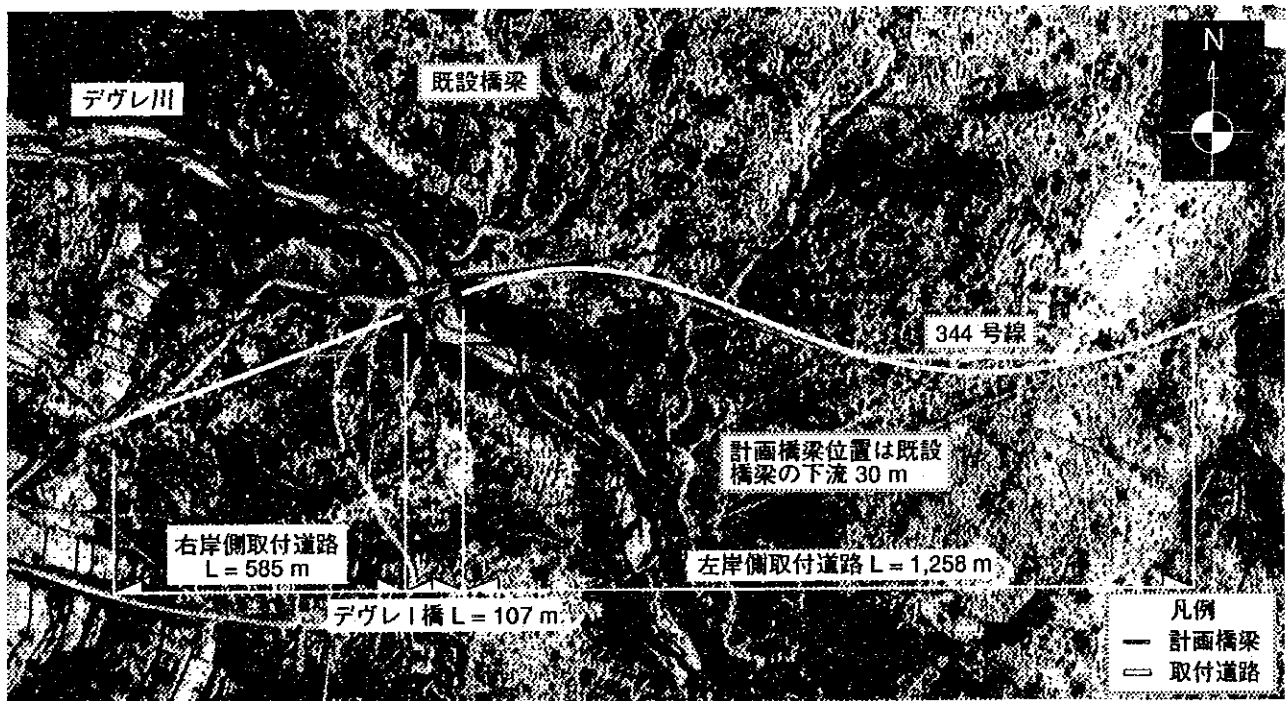 N
既設橋梁
デヴレ川
344 号線
計画橋梁位置は既設
橋梁の下流 30 m
右岸側取付道路
L = 585 m
左岸側取付道路 L = 1,258 m
デヴレ I 橋 L = 107 m
凡例
計画橋梁
取付道路